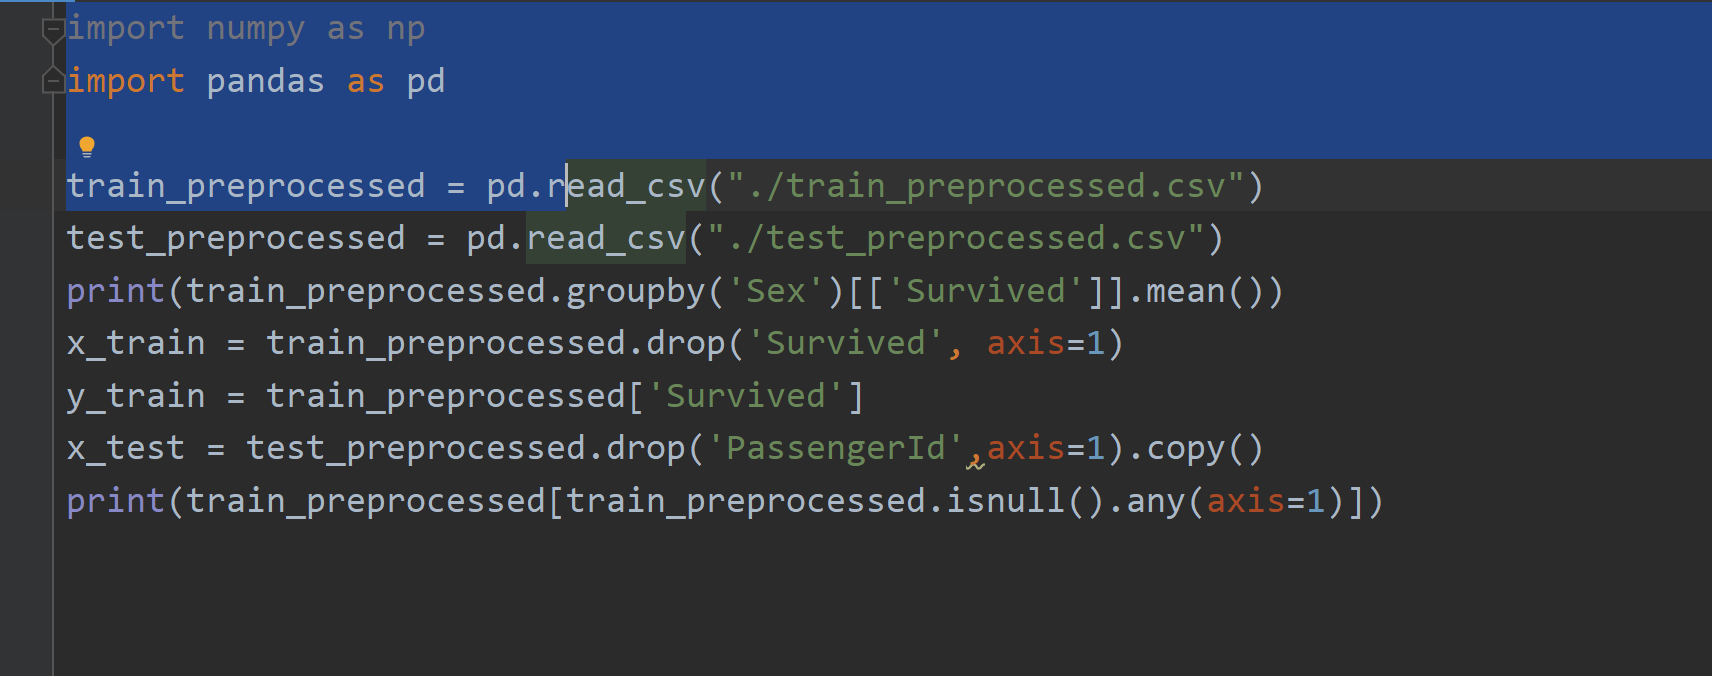 import numpy as np
import pandas as pd
train_preprocessed = pd.read_csv("./train_preprocessed.csv")
test_preprocessed = pd.read_csv("./test_preprocessed.csv")
print(train_preprocessed.groupby('Sex')[['Survived']].mean())
x_train = train_preprocessed.drop('Survived', axis=1)
y_train = train_preprocessed['Survived']
x_test = test_preprocessed.drop('PassengerId',axis=1).copy()
print(train_preprocessed[train_preprocessed.isnull().any(axis=1)])